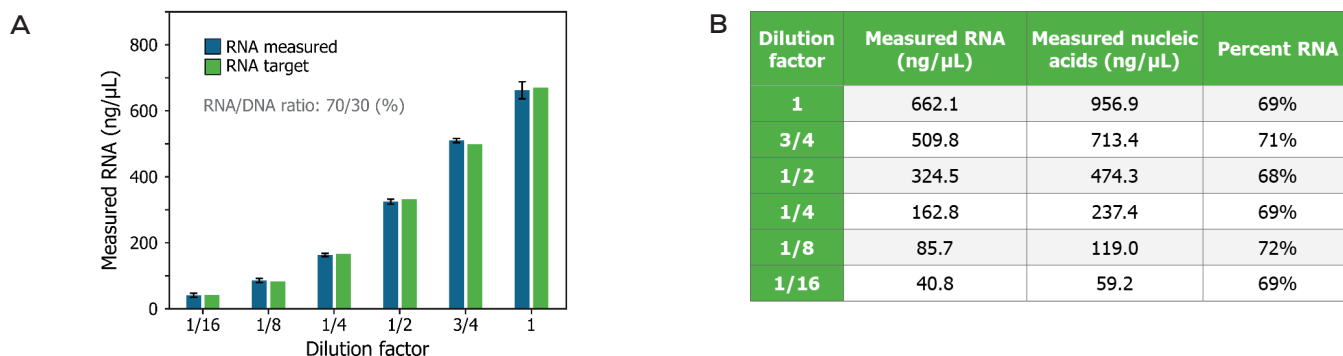 A
Measured RNA (ng/µL)
800
600
400
200
0
RNA measured
RNA target
RNA/DNA ratio: 70/30 (%)
1/16 1/8 1/4 1/2 3/4 1
Dilution factor
B
Dilution factor Measured RNA (ng/µL) Measured nucleic acids (ng/µL) Percent RNA
1 662.1 956.9 69%
3/4 509.8 713.4 71%
1/2 324.5 474.3 68%
1/4 162.8 237.4 69%
1/8 85.7 119.0 72%
1/16 40.8 59.2 69%